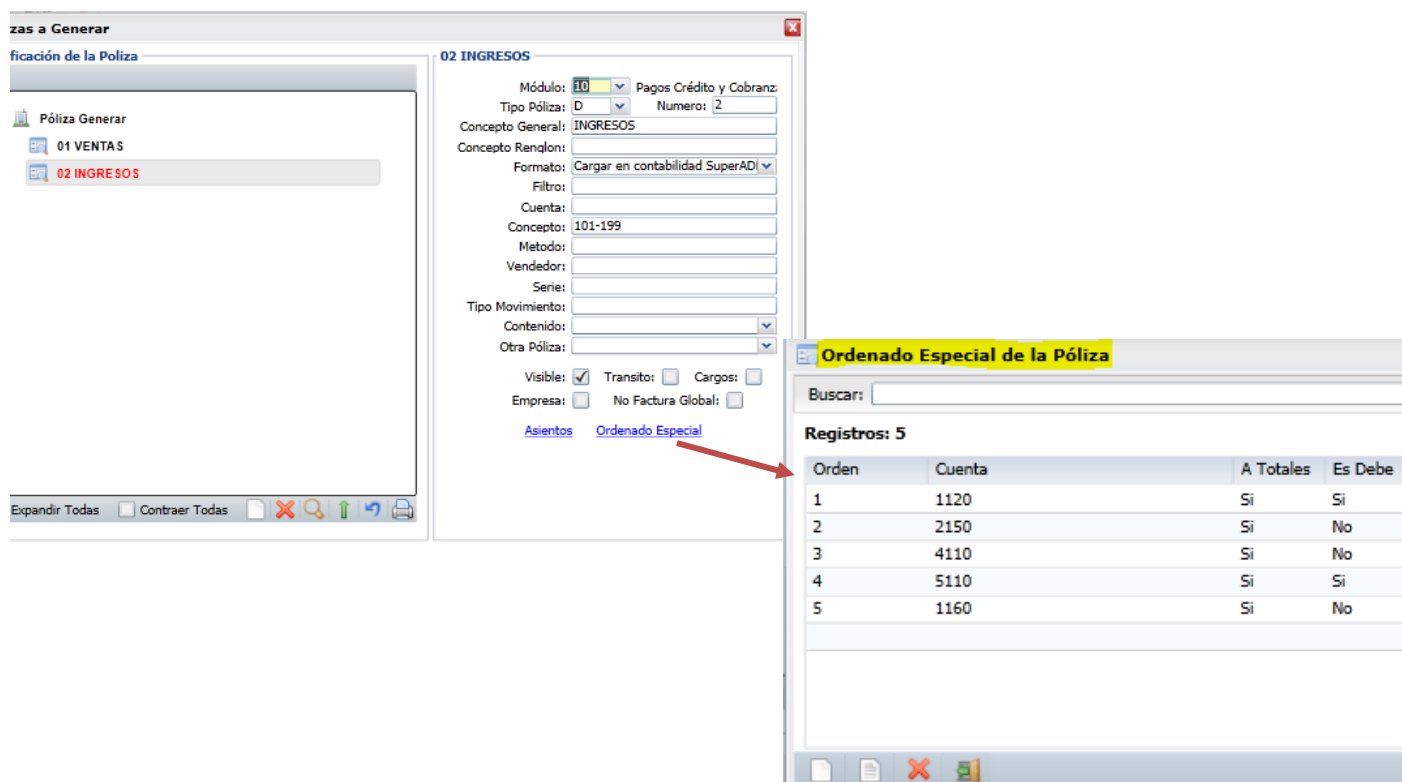 zas a Generar
ficación de la Poliza
Póliza Generar
01 VENTAS
02 INGRESOS
Expandir Todas Contraer Todas
02 INGRESOS
Módulo: 10 Pagos Crédito y Cobranza
Tipo Póliza: D Numero: 2
Concepto General: INGRESOS
Concepto Renglon:
Formato: Cargar en contabilidad SuperAD
Filtro:
Cuenta:
Concepto: 101-199
Metodo:
Vendedor:
Serie:
Tipo Movimiento:
Contenido:
Otra Póliza:
Visible: Transito: Cargos:
Empresa: No Factura Global:
Asientos Ordenado Especial
Ordenado Especial de la Póliza
Buscar:
Registros: 5
Orden Cuenta A Totales Es Debe
1 1120 Si Si
2 2150 Si No
3 4110 Si No
4 5110 Si Si
5 1160 Si No